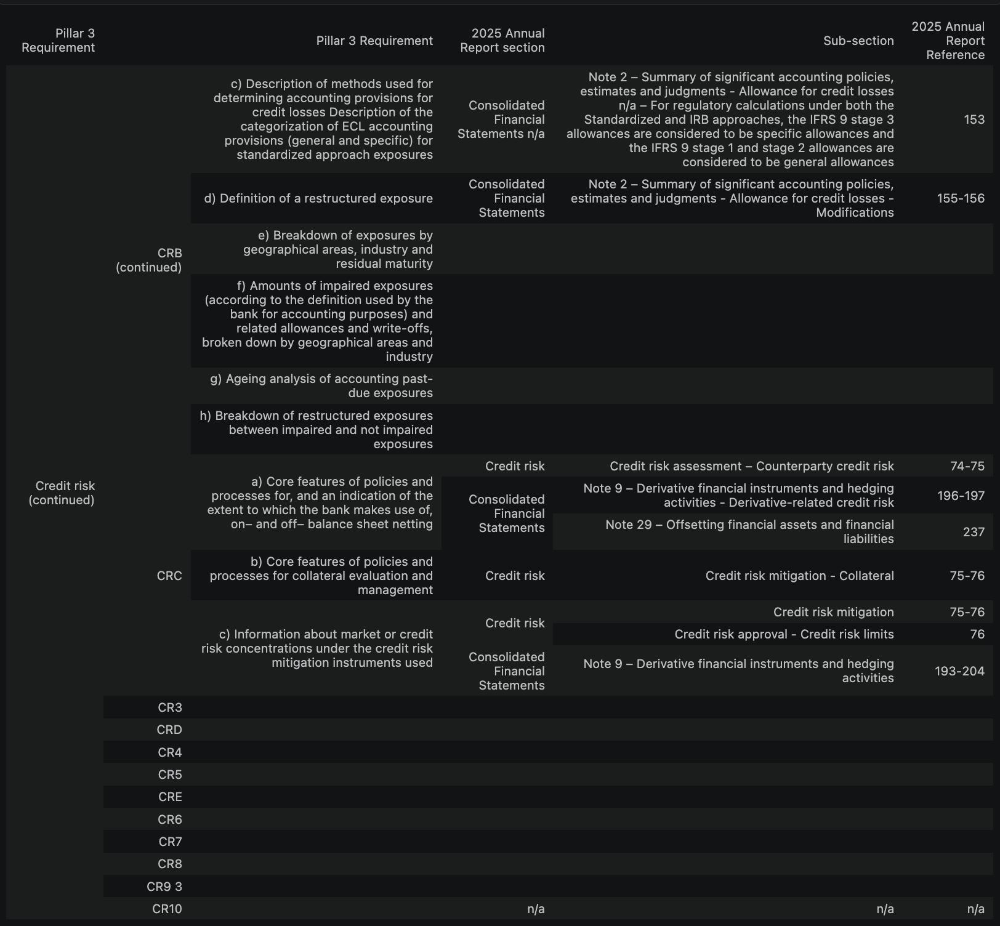 Pillar 3
Requirement
Pillar 3 Requirement
2025 Annual
Report section
Sub-section
2025 Annual
Report
Reference
Credit risk
(continued)
CRB
(continued)
c) Description of methods used for
determining accounting provisions for
credit losses Description of the
categorization of ECL accounting
provisions (general and specific) for
standardized approach exposures
Consolidated
Financial
Statements n/a
Note 2 – Summary of significant accounting policies,
estimates and judgments - Allowance for credit losses
n/a – For regulatory calculations under both the
Standardized and IRB approaches, the IFRS 9 stage 3
allowances are considered to be specific allowances and
the IFRS 9 stage 1 and stage 2 allowances are
considered to be general allowances
153
d) Definition of a restructured exposure
Consolidated
Financial
Statements
Note 2 – Summary of significant accounting policies,
estimates and judgments - Allowance for credit losses -
Modifications
155-156
e) Breakdown of exposures by
geographical areas, industry and
residual maturity
f) Amounts of impaired exposures
(according to the definition used by the
bank for accounting purposes) and
related allowances and write-offs,
broken down by geographical areas and
industry
g) Ageing analysis of accounting past-
due exposures
h) Breakdown of restructured exposures
between impaired and not impaired
exposures
CRC
a) Core features of policies and
processes for, and an indication of the
extent to which the bank makes use of,
on– and off– balance sheet netting
Credit risk
Credit risk assessment – Counterparty credit risk
74-75
Consolidated
Financial
Statements
Note 9 – Derivative financial instruments and hedging
activities - Derivative-related credit risk
196-197
Note 29 – Offsetting financial assets and financial
liabilities
237
b) Core features of policies and
processes for collateral evaluation and
management
Credit risk
Credit risk mitigation - Collateral
75-76
c) Information about market or credit
risk concentrations under the credit risk
mitigation instruments used
Credit risk
Credit risk mitigation
75-76
Credit risk approval - Credit risk limits
76
Consolidated
Financial
Statements
Note 9 – Derivative financial instruments and hedging
activities
193-204
CR3
CRD
CR4
CR5
CRE
CR6
CR7
CR8
CR9 3
CR10
n/a
n/a
n/a